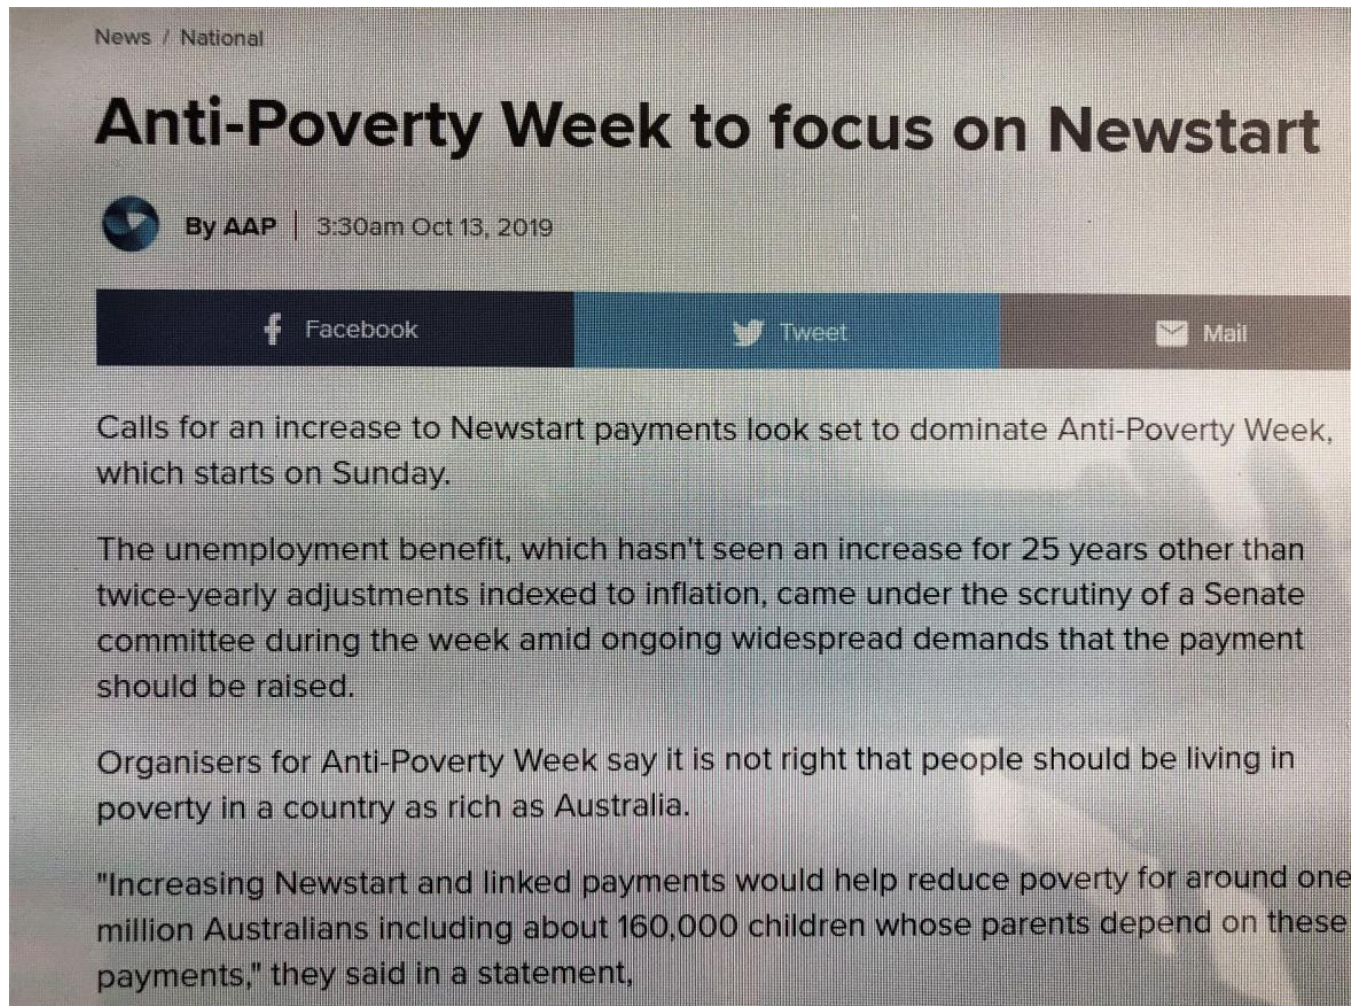 News / National
Anti-Poverty Week to focus on Newstart
By AAP | 3:30am Oct 13, 2019
Facebook
Tweet
Mail
Calls for an increase to Newstart payments look set to dominate Anti-Poverty Week,
which starts on Sunday.
The unemployment benefit, which hasn't seen an increase for 25 years other than
twice-yearly adjustments indexed to inflation, came under the scrutiny of a Senate
committee during the week amid ongoing widespread demands that the payment
should be raised.
Organisers for Anti-Poverty Week say it is not right that people should be living in
poverty in a country as rich as Australia.
"Increasing Newstart and linked payments would help reduce poverty for around one
million Australians including about 160,000 children whose parents depend on these
payments," they said in a statement,